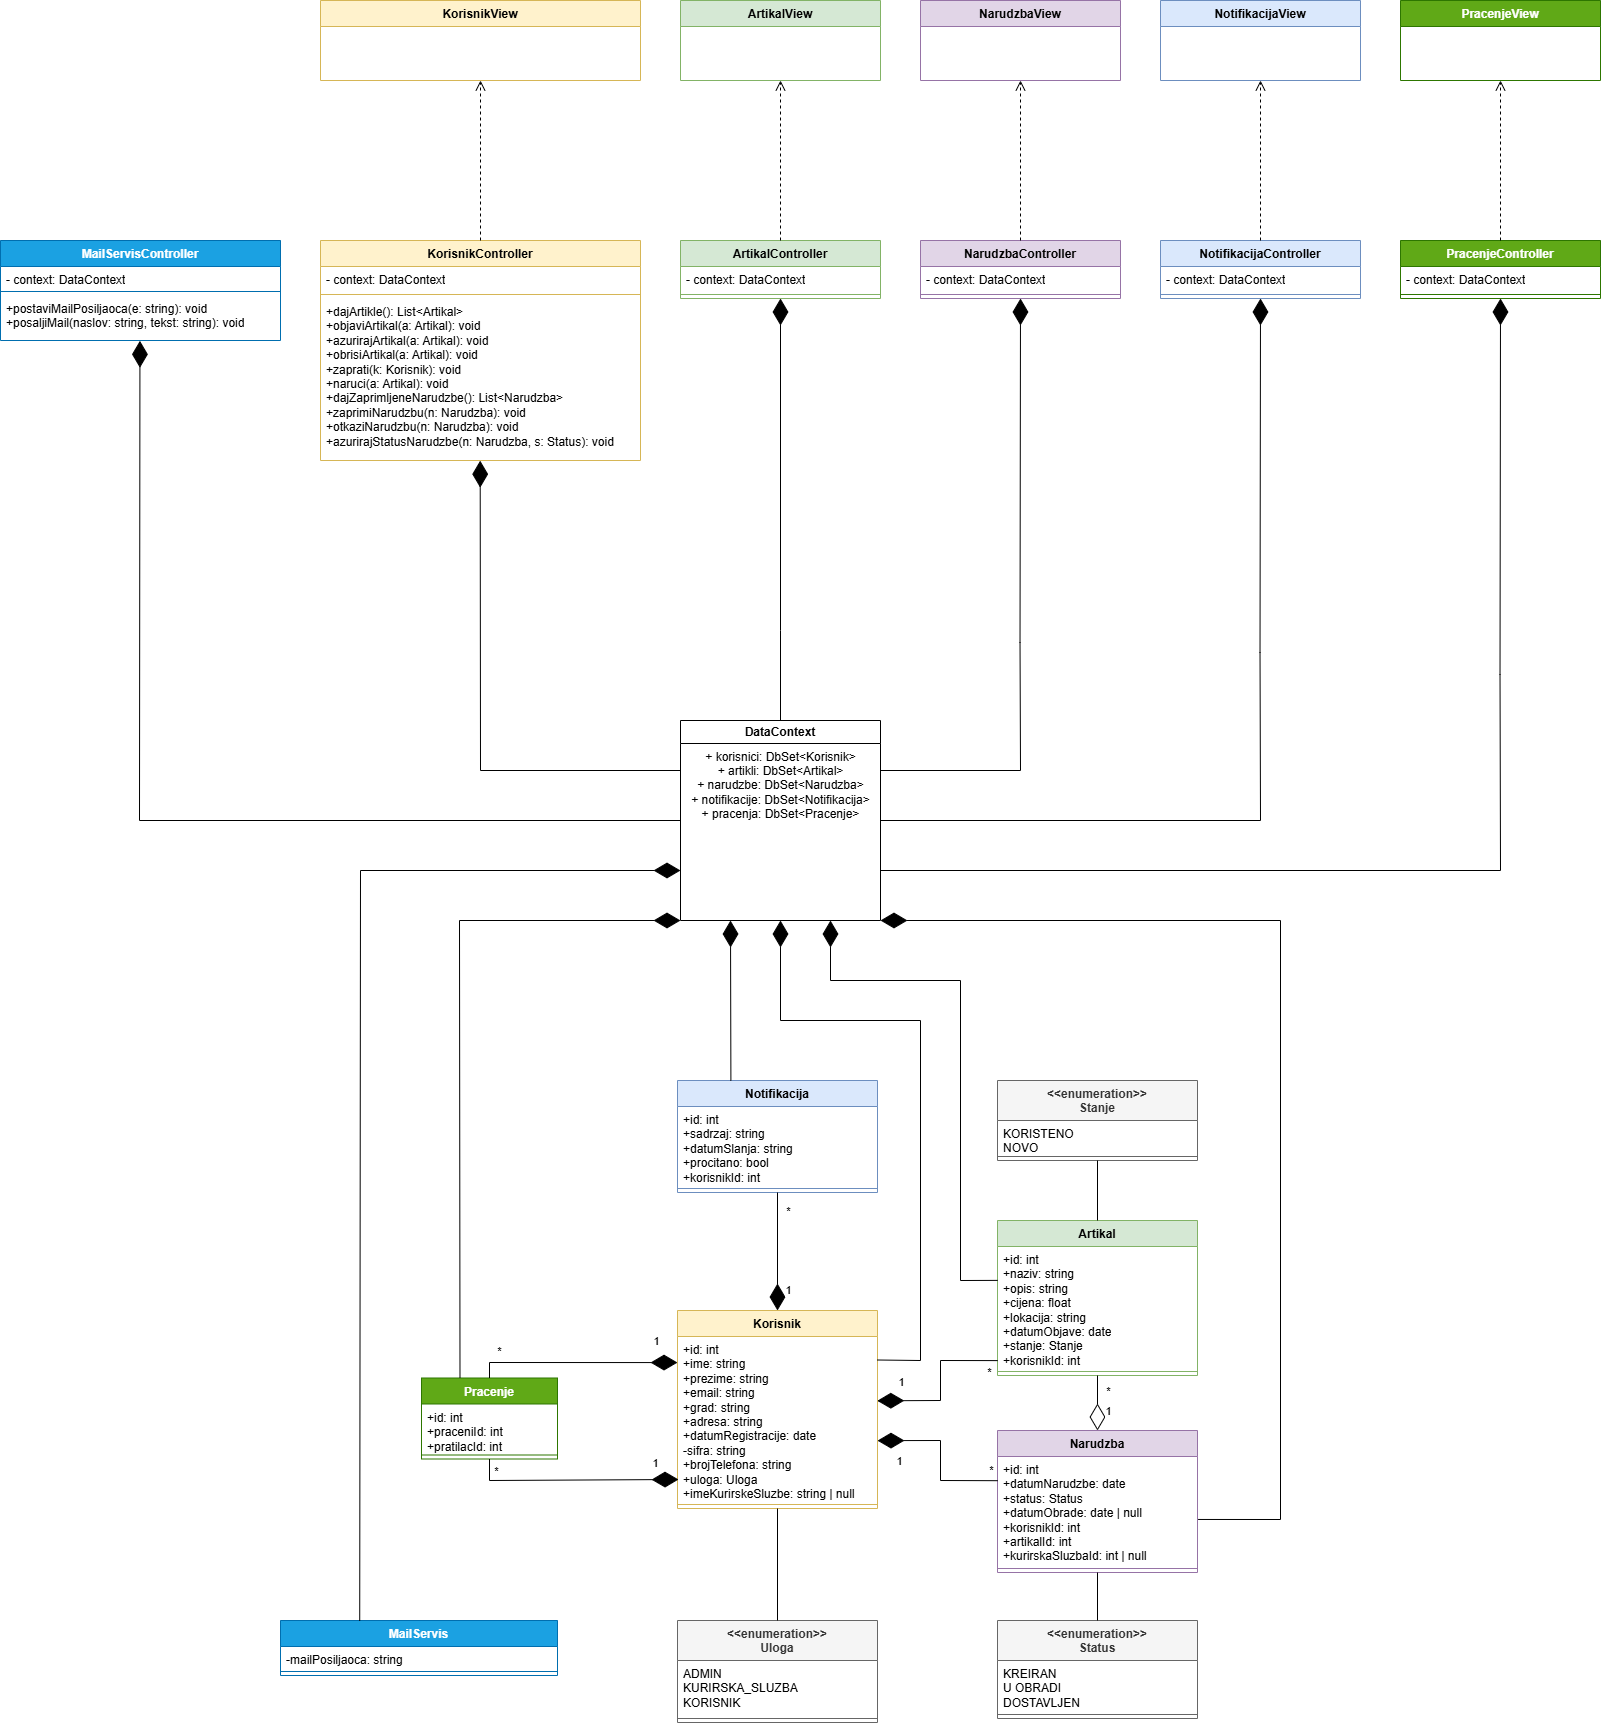 KorisnikView
ArtikalView
NarudzbaView
NotifikacijaView
PracenjeView
MailServisController
- context: DataContext
+postaviMailPosiljaoca(e: string): void
+posaljiMail(naslov: string, tekst: string): void
KorisnikController
- context: DataContext
+dajArtikle(): List<Artikal>
+objaviArtikal(a: Artikal): void
+azurirajArtikal(a: Artikal): void
+obrisiArtikal(a: Artikal): void
+zaprati(k: Korisnik): void
+naruci(a: Artikal): void
+dajZaprimljeneNarudzbe(): List<Narudzba>
+zaprimiNarudzbu(n: Narudzba): void
+otkaziNarudzbu(n: Narudzba): void
+azurirajStatusNarudzbe(n: Narudzba, s: Status): void
ArtikalController
- context: DataContext
NarudzbaController
- context: DataContext
NotifikacijaController
- context: DataContext
PracenjeController
- context: DataContext
DataContext
+ korisnici: DbSet<Korisnik>
+ artikli: DbSet<Artikal>
+ narudzbe: DbSet<Narudzba>
+ notifikacije: DbSet<Notifikacija>
+ pracenja: DbSet<Pracenje>
Notifikacija
+id: int
+sadrzaj: string
+datumSlanja: string
+procitano: bool
+korisnikId: int
*
1
<<enumeration>>
Stanje
KORISTENO
NOVO
Artikal
+id: int
+naziv: string
+opis: string
+cijena: float
+lokacija: string
+datumObjave: date
+stanje: Stanje
+korisnikId: int
Korisnik
+id: int
+ime: string
+prezime: string
+email: string
+grad: string
+adresa: string
+datumRegistracije: date
-sifra: string
+brojTelefona: string
+uloga: Uloga
+imeKurirskeSluzbe: string | null
*
1
Pracenje
+id: int
+praceniId: int
+pratilacId: int
*
1
1
*
*
1
1
*
Narudzba
+id: int
+datumNarudzbe: date
+status: Status
+datumObrade: date | null
+korisnikId: int
+artikalId: int
+kurirskaSluzbaId: int | null
MailServis
-mailPosiljaoca: string
<<enumeration>>
Uloga
ADMIN
KURIRSKA_SLUZBA
KORISNIK
<<enumeration>>
Status
KREIRAN
U OBRADI
DOSTAVLJEN